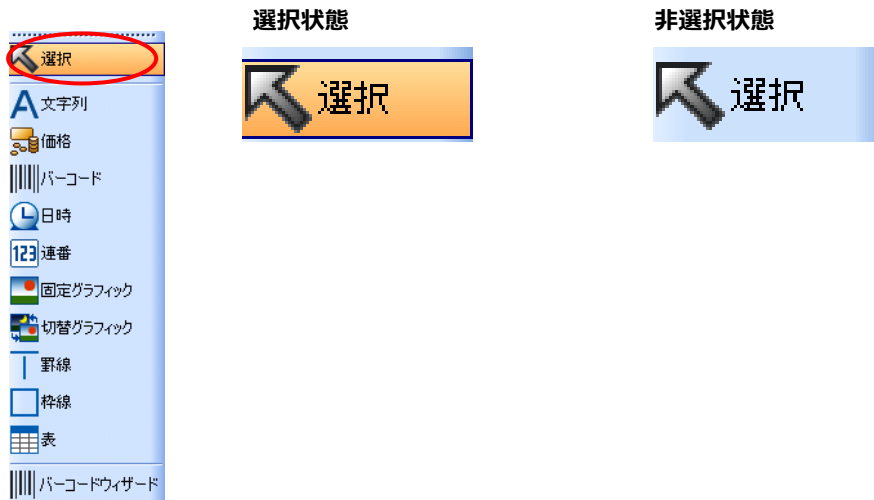 選択状態
非選択状態
選択
選択
選択
文字列
価格
バーコード
日時
123 連番
固定グラフィック
切替グラフィック
罫線
枠線
表
バーコードウィザード